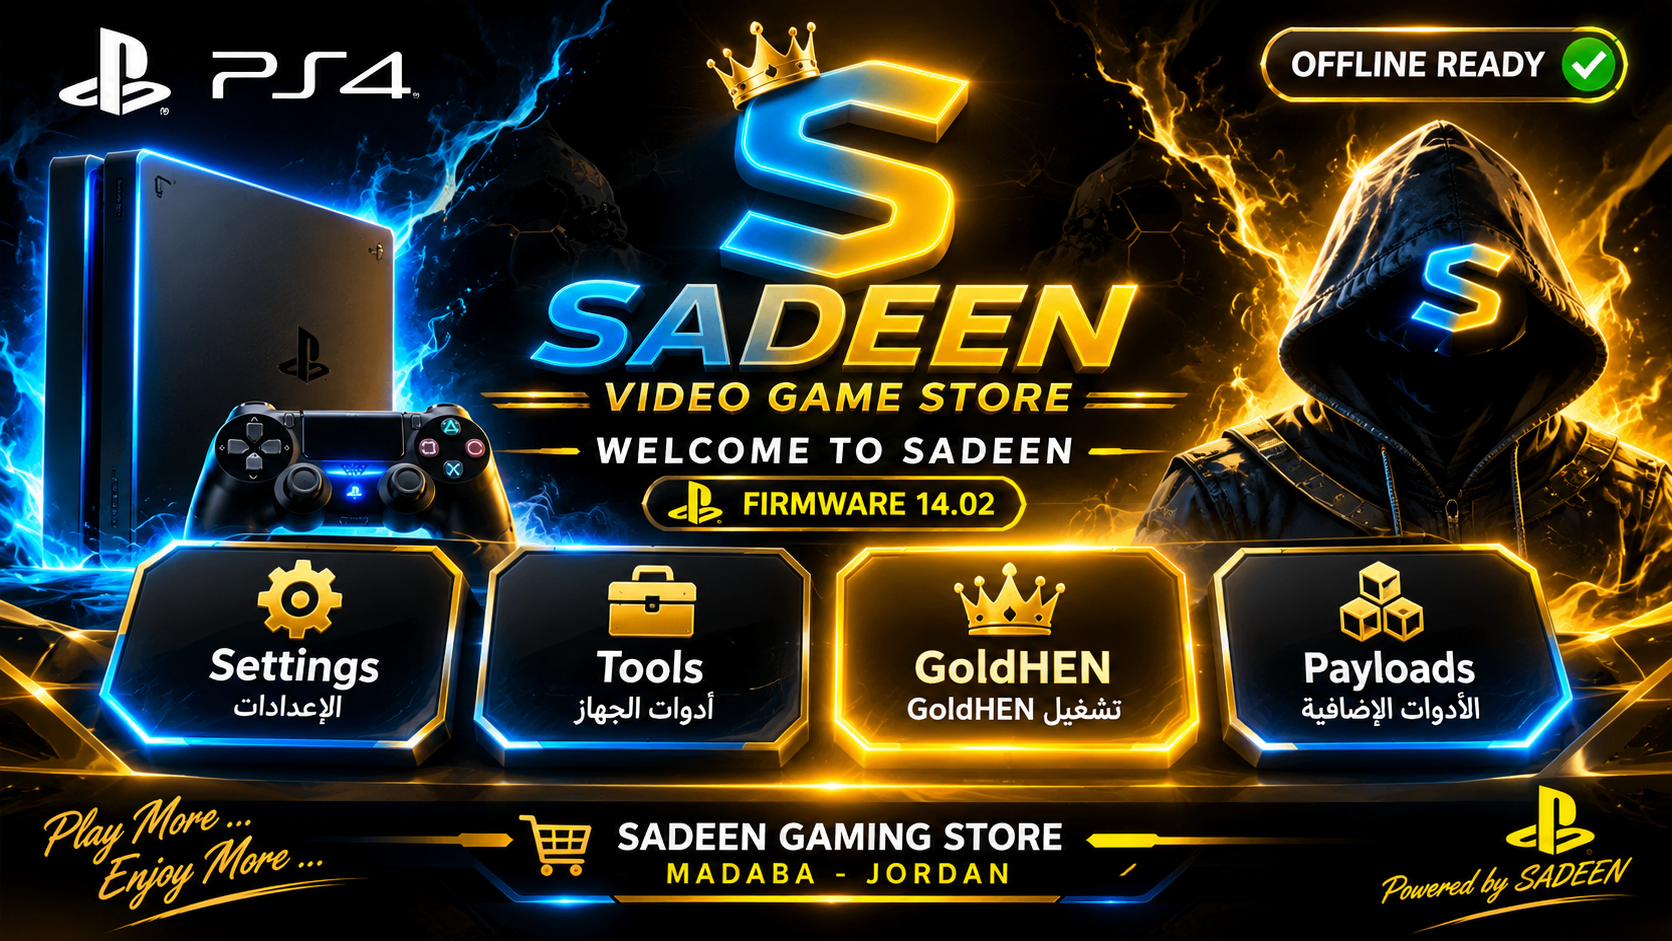 PS4
OFFLINE READY
S
SADEEN
VIDEO GAME STORE
WELCOME TO SADEEN
FIRMWARE 14.02
S
Settings
الإعدادات
Tools
أدوات الجهاز
GoldHEN
تشغيل GoldHEN
Payloads
الأدوات الإضافية
Play More ...
Enjoy More ...
SADEEN GAMING STORE
MADABA - JORDAN
Powered by SADEEN